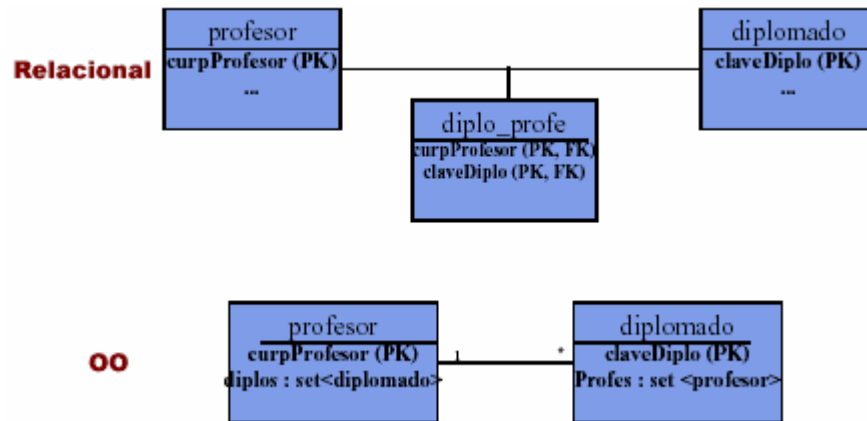 profesor
curpProfesor (PK)
...
Relacional
diplomado
claveDiplo (PK)
...
diplo_profe
curpProfesor (PK, FK)
claveDiplo (PK, FK)
OO
profesor
curpProfesor (PK)
diplos : set<diplomado>
1
*
diplomado
claveDiplo (PK)
Profes : set <profesor>